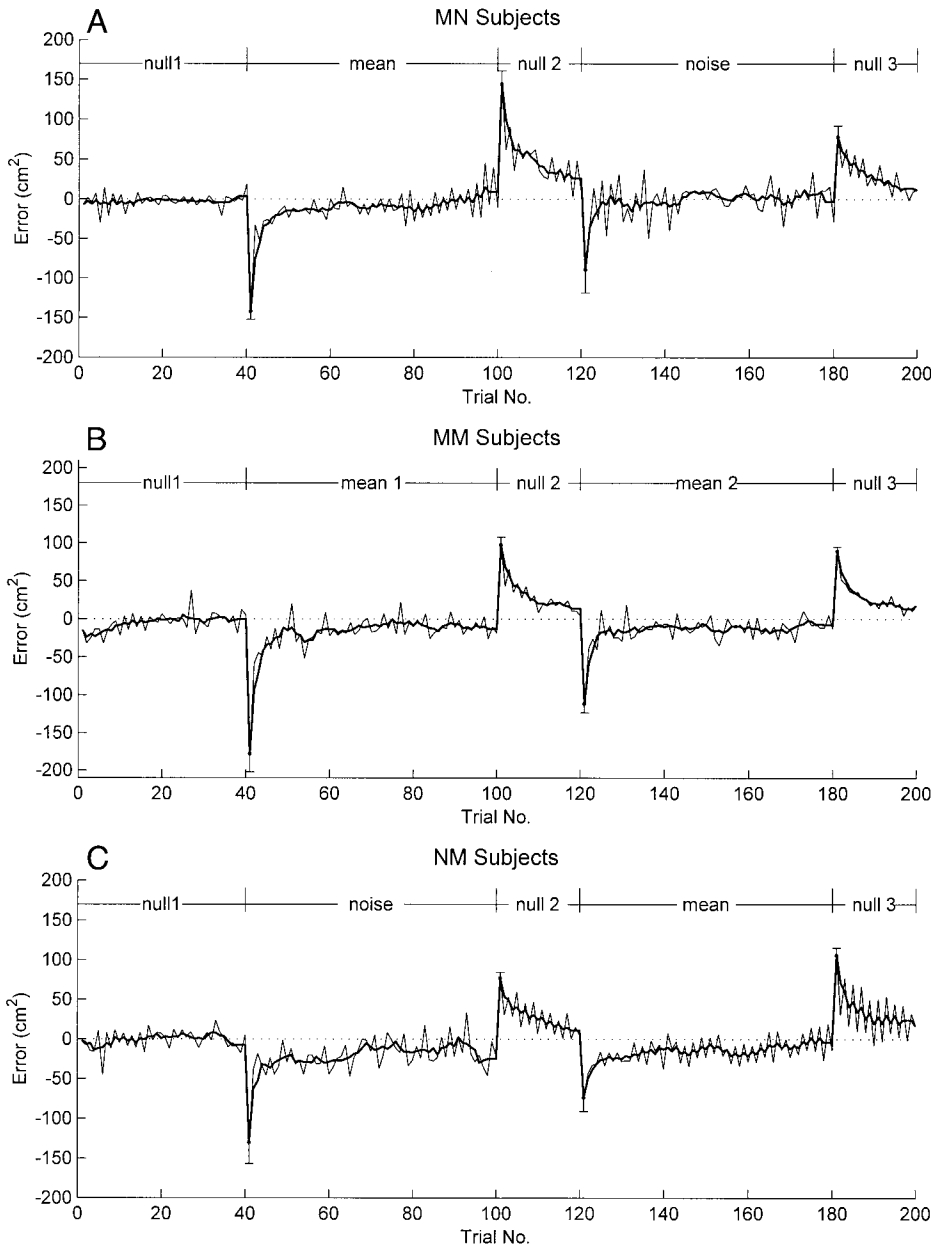 A
MN Subjects
200
150
100
50
0
-50
-100
-150
-200
Error (cm²)
null1
mean
null 2
noise
null 3
0 20 40 60 80 100 120 140 160 180 200
Trial No.
B
MM Subjects
200
150
100
50
0
-50
-100
-150
-200
Error (cm²)
null1
mean 1
null 2
mean 2
null 3
0 20 40 60 80 100 120 140 160 180 200
Trial No.
C
NM Subjects
200
150
100
50
0
-50
-100
-150
-200
Error (cm²)
null1
noise
null 2
mean
null 3
0 20 40 60 80 100 120 140 160 180 200
Trial No.